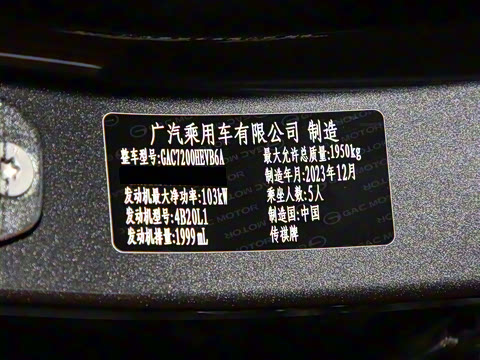 广汽乘用车有限公司 制造
整车型号:GAC7200HEVB6A 最大允许总质量:1950kg
制造年月:2023年12月
发动机最大净功率:103kW 乘坐人数:5人
发动机型号:4B20L1 制造国:中国
发动机排量:1999mL 传祺牌
GAC MOTOR